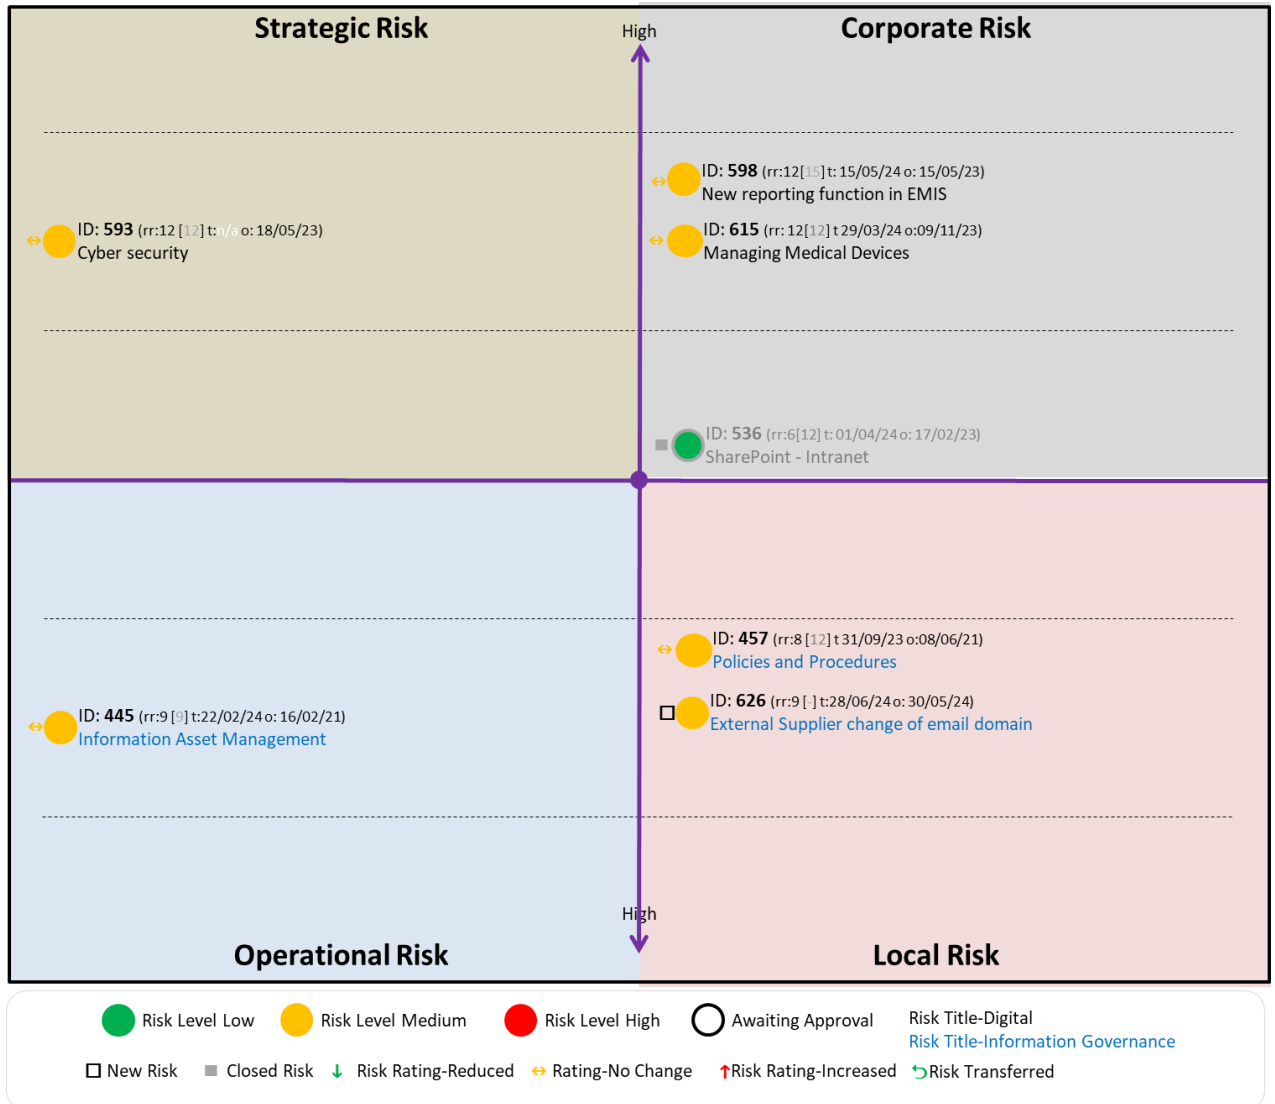 Strategic Risk
High
Corporate Risk
ID: 598 (rr:12[15] t: 15/05/24 o: 15/05/23)
New reporting function in EMIS
ID: 593 (rr:12 [12] t:n/a o: 18/05/23)
Cyber security
ID: 615 (rr: 12[12] t 29/03/24 o:09/11/23)
Managing Medical Devices
ID: 536 (rr:6[12] t: 01/04/24 o: 17/02/23)
SharePoint - Intranet
ID: 457 (rr:8 [12] t 31/09/23 o:08/06/21)
Policies and Procedures
ID: 626 (rr:9 [-] t:28/06/24 o: 30/05/24)
External Supplier change of email domain
ID: 445 (rr:9 [9] t:22/02/24 o: 16/02/21)
Information Asset Management
High
Operational Risk
Local Risk
Risk Level Low
Risk Level Medium
Risk Level High
Awaiting Approval
Risk Title-Digital
Risk Title-Information Governance
New Risk
Closed Risk
Risk Rating-Reduced
Rating-No Change
Risk Rating-Increased
Risk Transferred